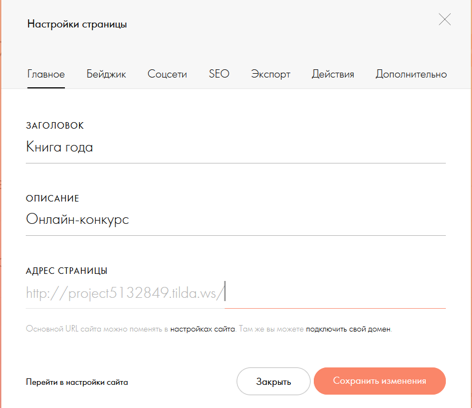 Настройки страницы
Главное Бейджик Соцсети SEO Экспорт Действия Дополнительно
ЗАГОЛОВОК
Книга года
ОПИСАНИЕ
Онлайн-конкурс
АДРЕС СТРАНИЦЫ
http://project5132849.tilda.ws/
Основной URL сайта можно поменять в настройках сайта. Там же вы можете подключить свой домен.
Перейти в настройки сайта Закрыть Сохранить изменения